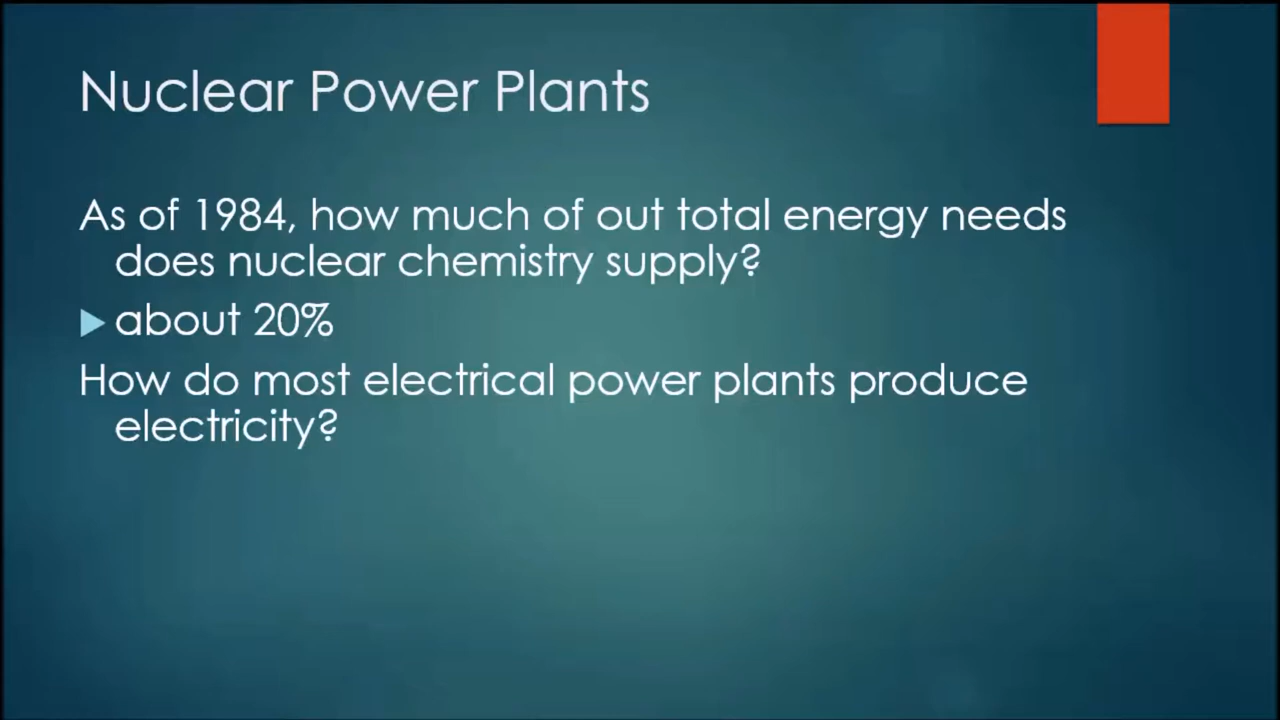 Nuclear Power Plants
As of 1984, how much of out total energy needs
does nuclear chemistry supply?
about 20%
How do most electrical power plants produce
electricity?